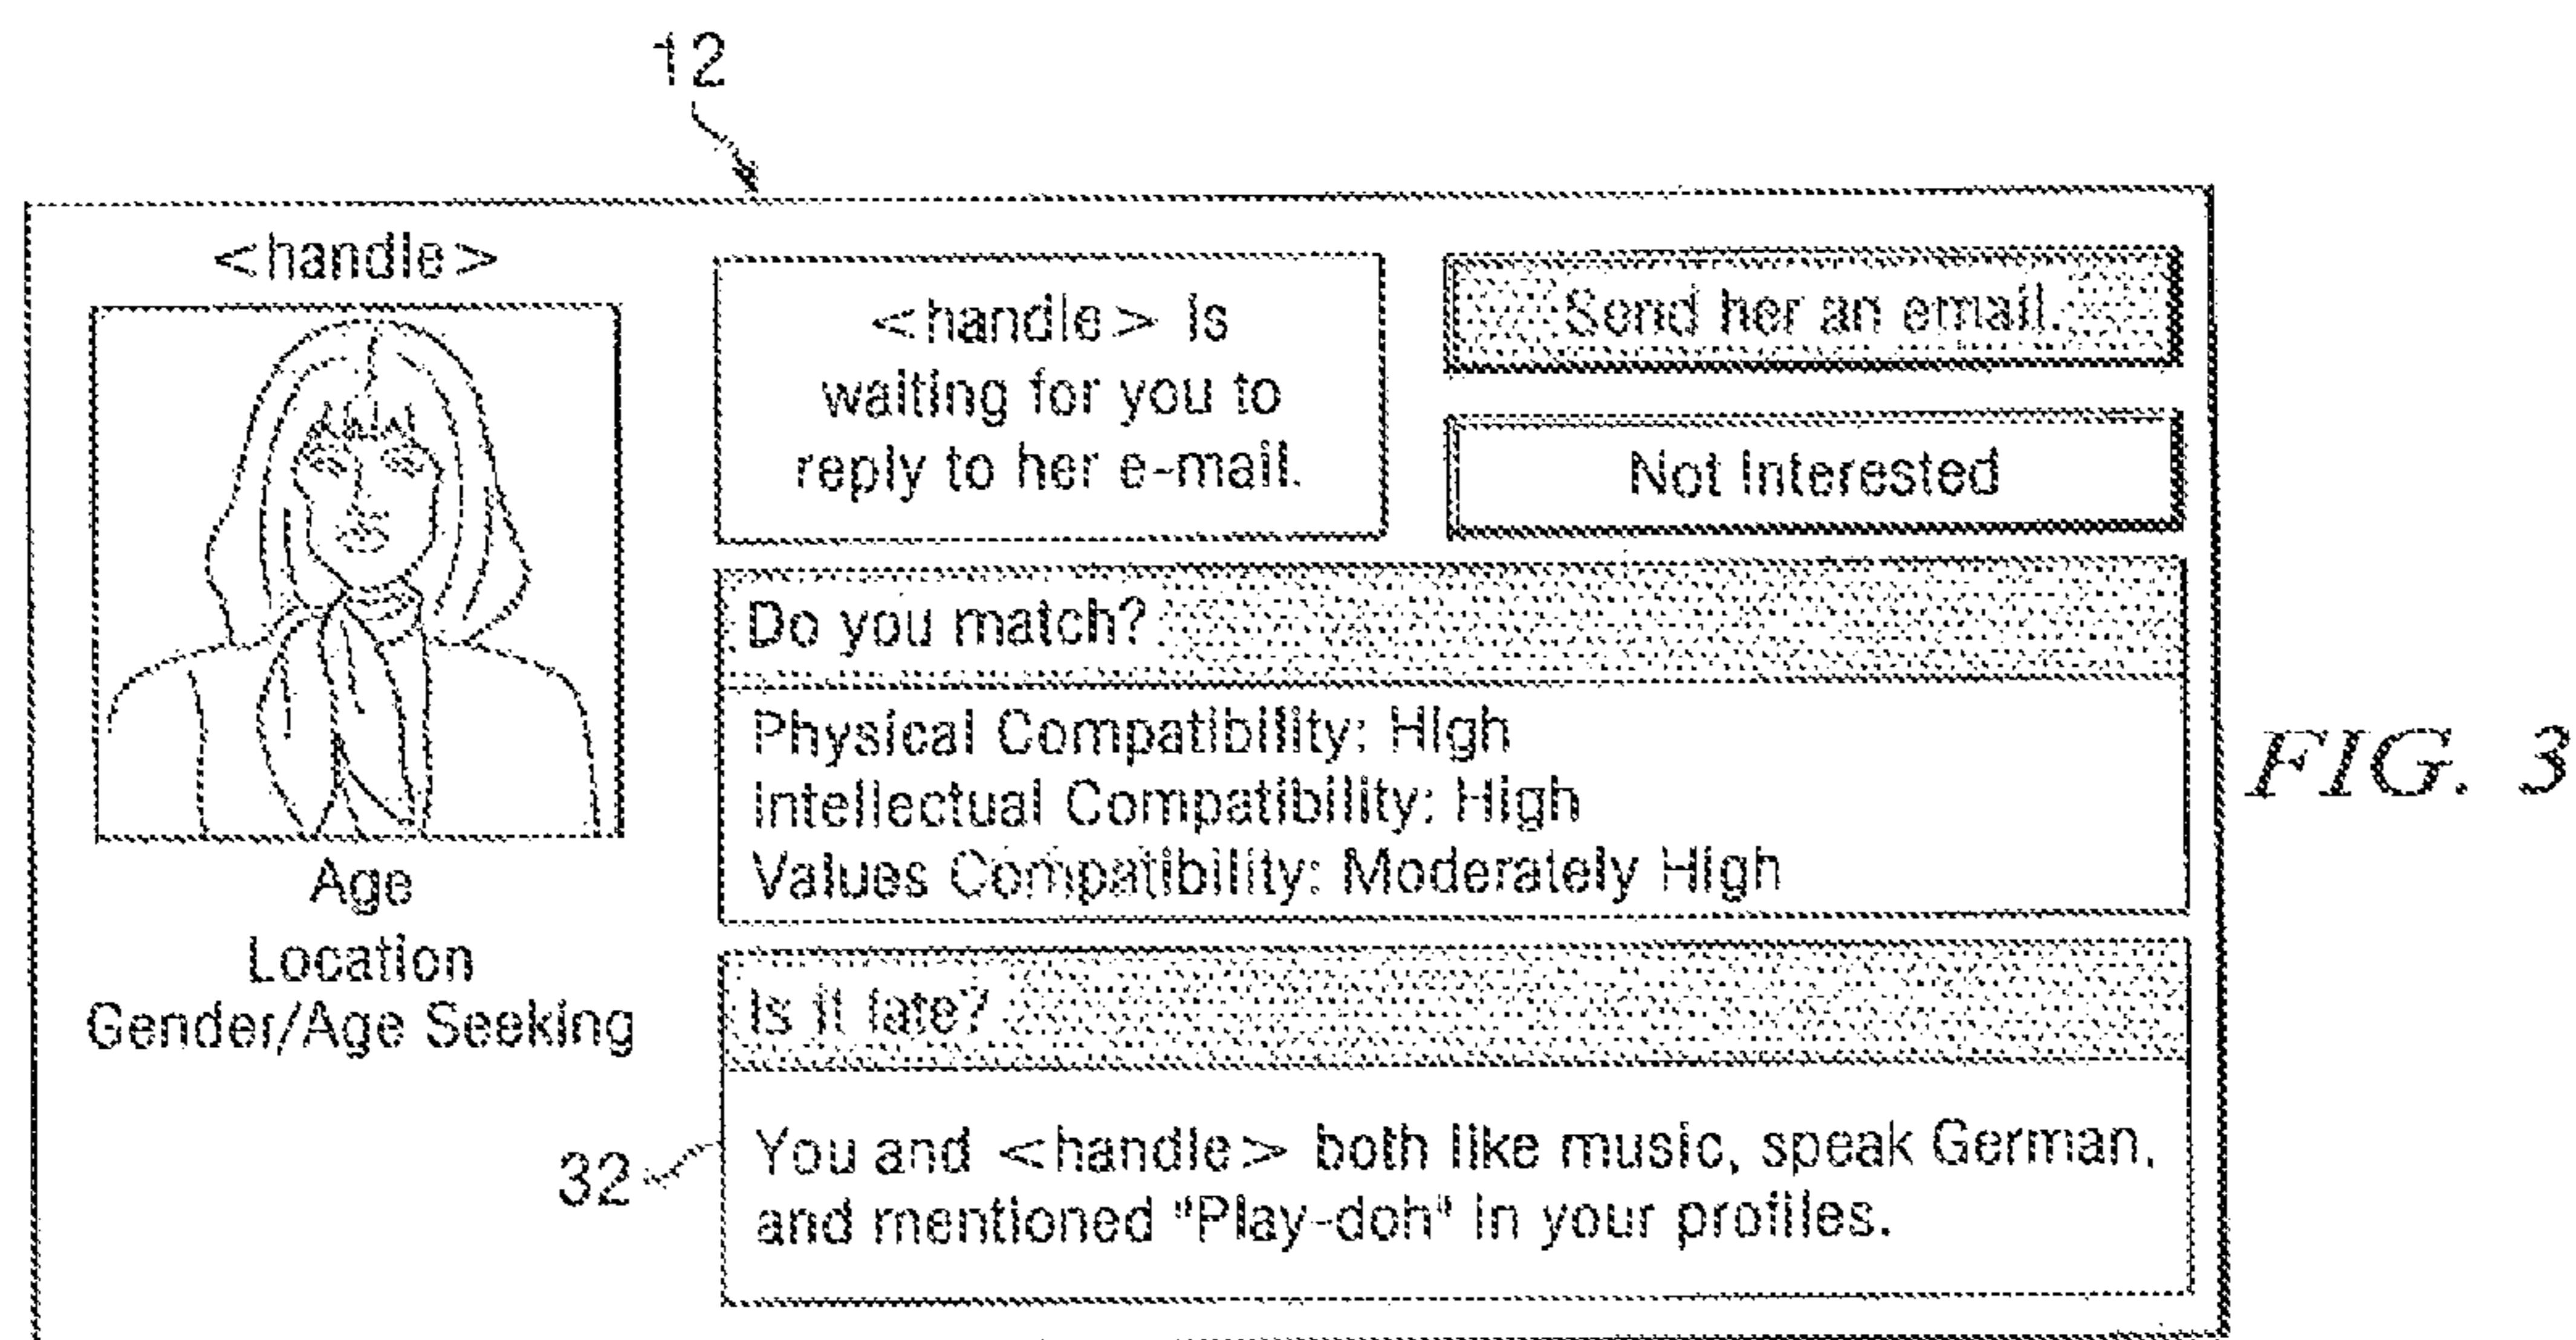 12
<handle>
<handle> is
waiting for you to
reply to her e-mail.
Send her an email.
Not Interested
Do you match?
Physical Compatibility: High
Intellectual Compatibility: High
Values Compatibility: Moderately High
Age
Location
Gender/Age Seeking
Is it fate?
32
You and <handle> both like music, speak German,
and mentioned "Play-doh" in your profiles.
FIG. 3